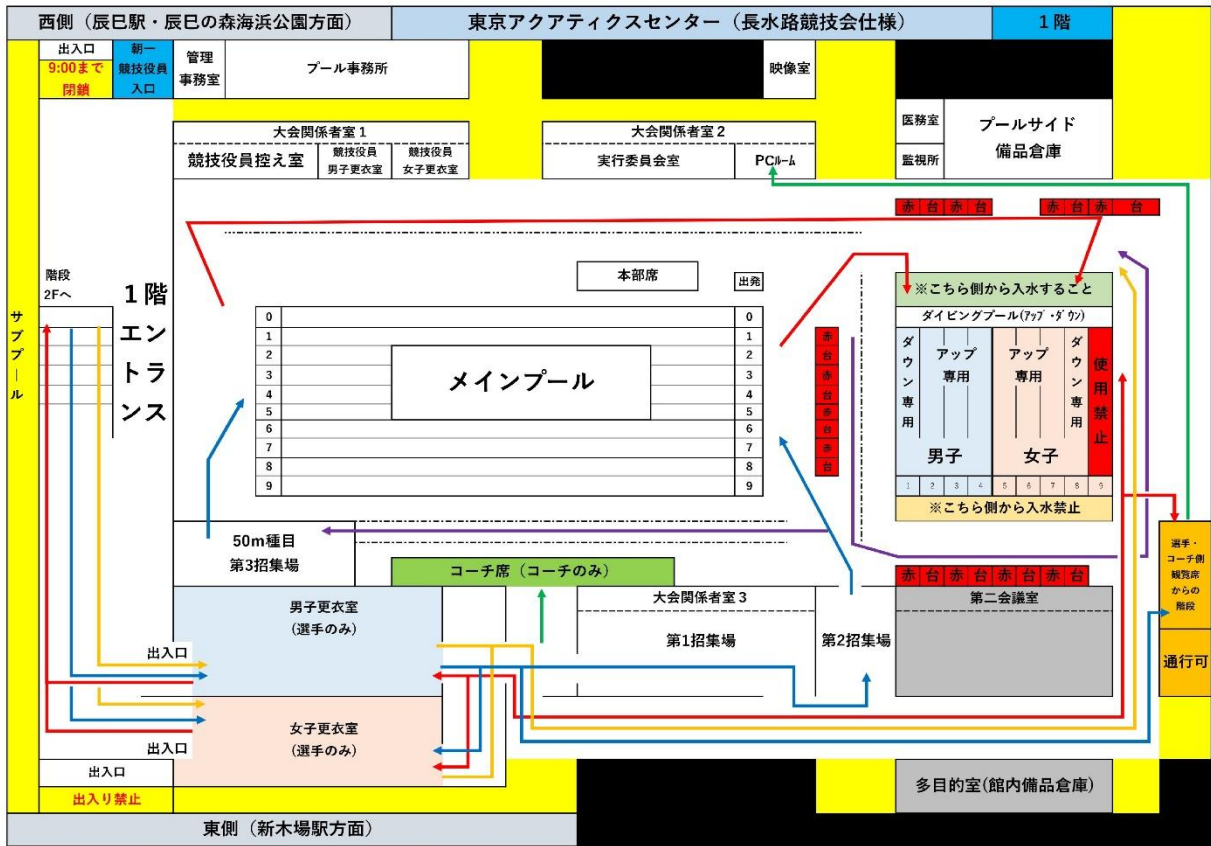 西側（辰巳駅・辰巳の森海浜公園方面）
東京アクアティクスセンター（長水路競技会仕様）
1階
出入口
9:00まで
閉鎖
朝一
競技役員
入口
管理
事務室
プール事務所
映像室
大会関係者室１
競技役員控え室
競技役員
男子更衣室
競技役員
女子更衣室
大会関係者室２
実行委員会室
PCルーム
医務室
監視所
プールサイド
備品倉庫
赤 台 赤 台
赤 台 赤 台
階段
2Fへ
1階
エン
トラ
ンス
サブプール
本部席
出発
0
1
2
3
4
5
6
7
8
9
メインプール
0
1
2
3
4
5
6
7
8
9
赤
台
赤
台
赤
台
赤
台
※こちら側から入水すること
ダイビングプール(ｱｯﾌﾟ・ﾀﾞｳﾝ)
ダウン専用
アップ
専用
アップ
専用
ダウン専用
使用禁止
男子
女子
1 2 3 4 5 6 7 8 9
※こちら側から入水禁止
50m種目
第3招集場
コーチ席（コーチのみ）
赤 台 赤 台 赤 台 赤 台
第二会議室
選手・
コーチ側
観覧席
からの
階段
通行可
男子更衣室
(選手のみ)
出入口
大会関係者室３
第1招集場
第2招集場
女子更衣室
(選手のみ)
出入口
出入口
出入り禁止
多目的室(館内備品倉庫)
東側（新木場駅方面）